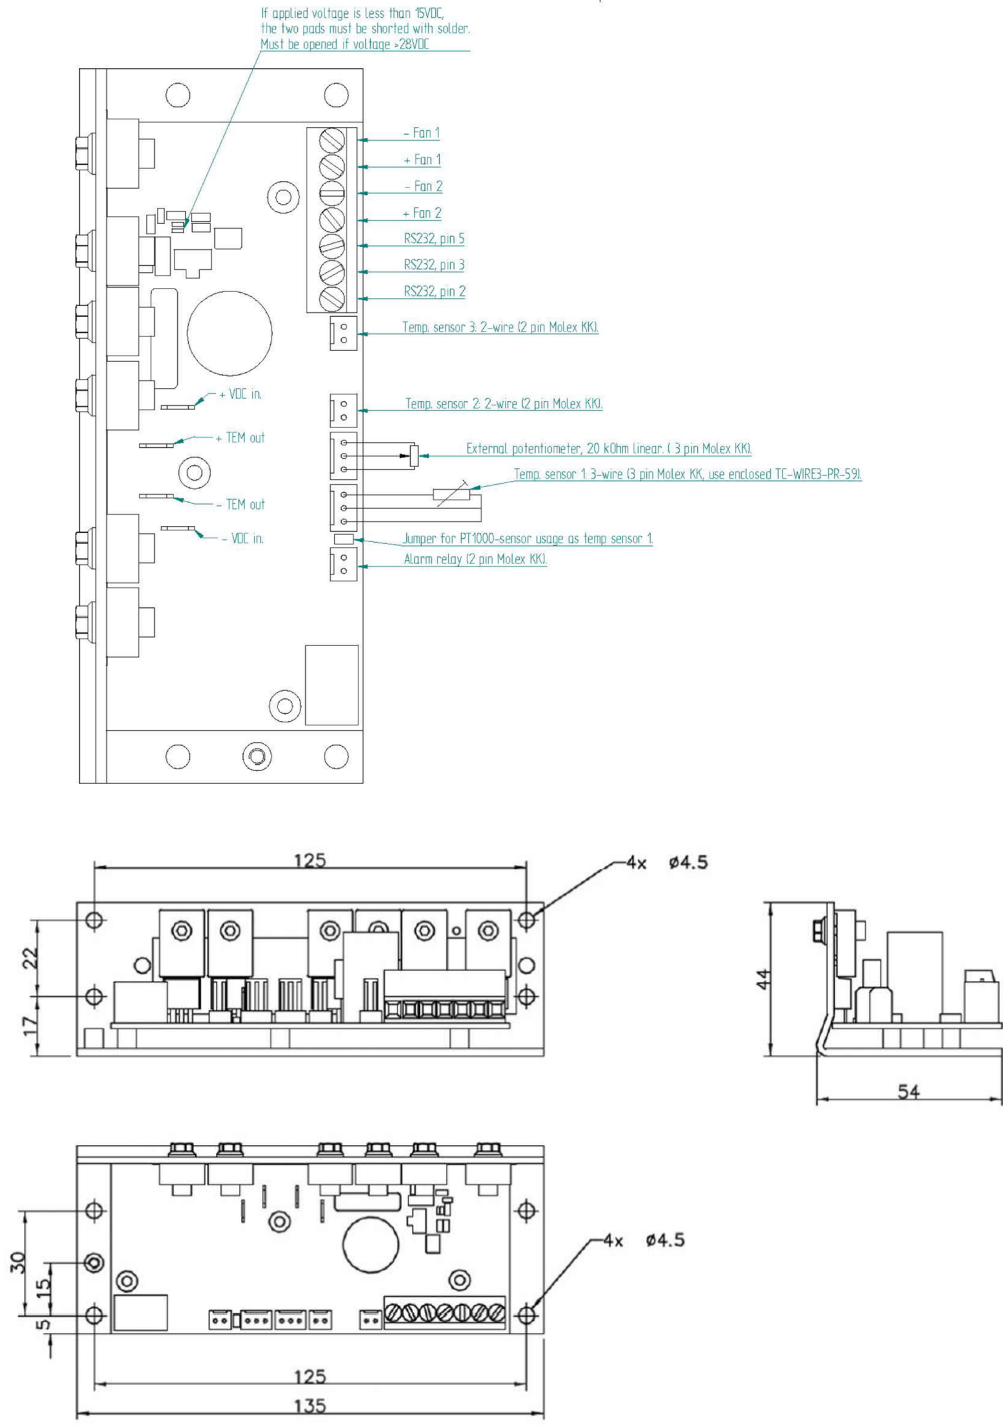 If applied voltage is less than 15VDC,
the two pads must be shorted with solder.
Must be opened if voltage >28VDC
- Fan 1
+ Fan 1
- Fan 2
+ Fan 2
RS232, pin 5
RS232, pin 3
RS232, pin 2
Temp. sensor 3: 2-wire (2 pin Molex KK).
+ VDC in.
Temp. sensor 2: 2-wire (2 pin Molex KK).
+ TEM out
External potentiometer, 20 kOhm linear. ( 3 pin Molex KK).
Temp. sensor 1: 3-wire (3 pin Molex KK, use enclosed TC-WIRE3-PR-59).
- TEM out
- VDC in.
Jumper for PT1000-sensor usage as temp sensor 1.
Alarm relay (2 pin Molex KK).
125
4x ø4.5
22
17
44
54
4x ø4.5
30
15
5
125
135